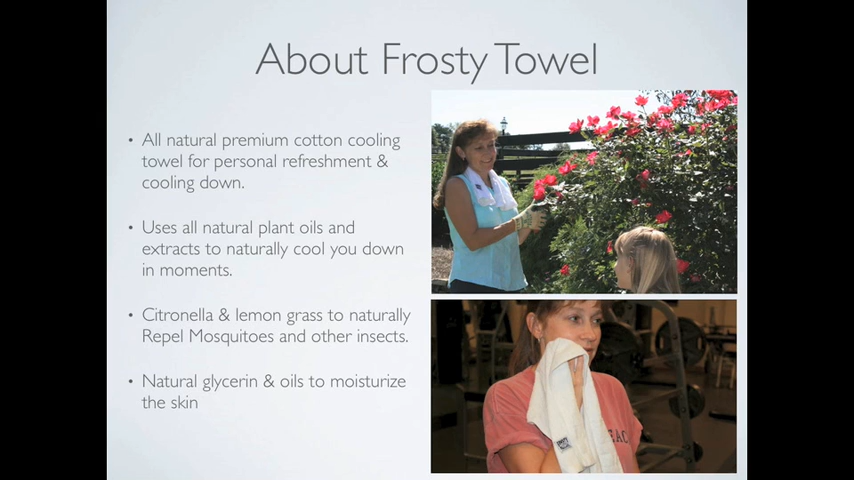 About Frosty Towel
• All natural premium cotton cooling
towel for personal refreshment &
cooling down.
• Uses all natural plant oils and
extracts to naturally cool you down
in moments.
• Citronella & lemon grass to naturally
Repel Mosquitoes and other insects.
• Natural glycerin & oils to moisturize
the skin